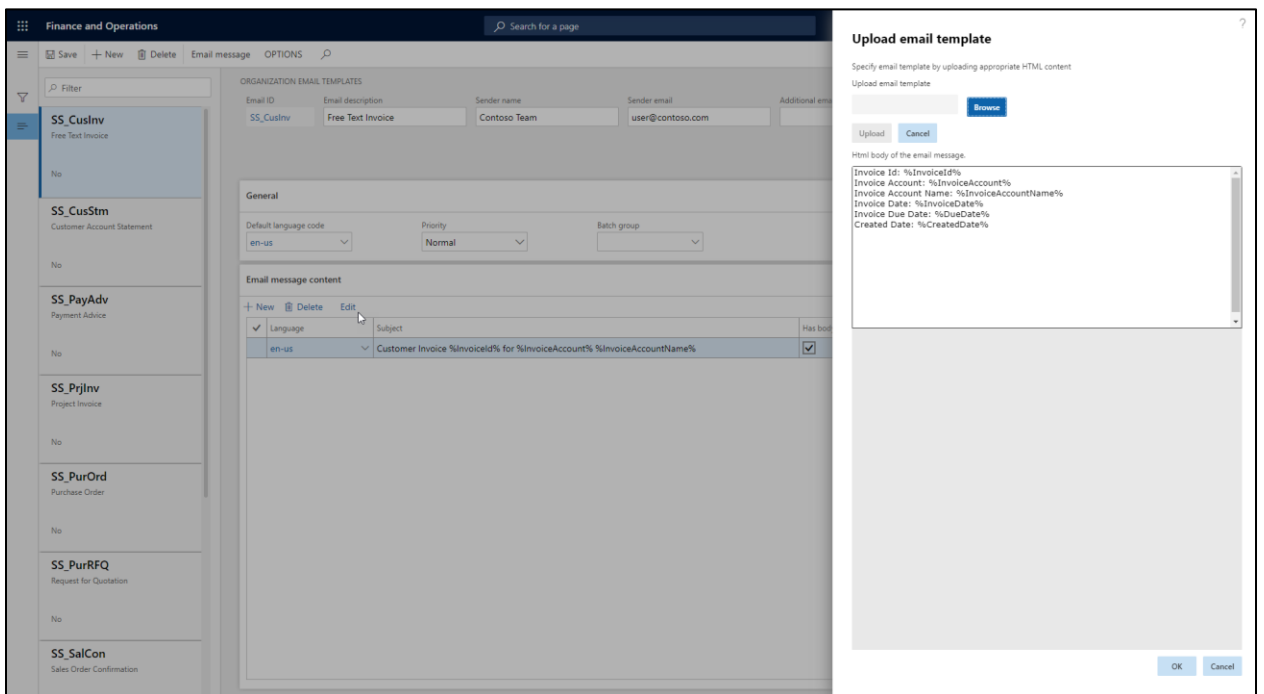 Finance and Operations
Search for a page
Save
New
Delete
Email message
OPTIONS
Filter
SS_CusInv
Free Text Invoice
No
SS_CusStm
Customer Account Statement
No
SS_PayAdv
Payment Advice
No
SS_PrjInv
Project Invoice
No
SS_PurOrd
Purchase Order
No
SS_PurRFQ
Request for Quotation
No
SS_SalCon
Sales Order Confirmation
ORGANIZATION EMAIL TEMPLATES
Email ID
Email description
Sender name
Sender email
Additional ema
SS_CusInv
Free Text Invoice
Contoso Team
user@contoso.com
General
Default language code
Priority
Batch group
en-us
Normal
Email message content
New
Delete
Edit
Language
Subject
Has bod
en-us
Customer Invoice %InvoiceId% for %InvoiceAccount% %InvoiceAccountName%
?
Upload email template
Specify email template by uploading appropriate HTML content
Upload email template
Browse
Upload
Cancel
Html body of the email message.
Invoice Id: %InvoiceId%
Invoice Account: %InvoiceAccount%
Invoice Account Name: %InvoiceAccountName%
Invoice Date: %InvoiceDate%
Invoice Due Date: %DueDate%
Created Date: %CreatedDate%
OK
Cancel